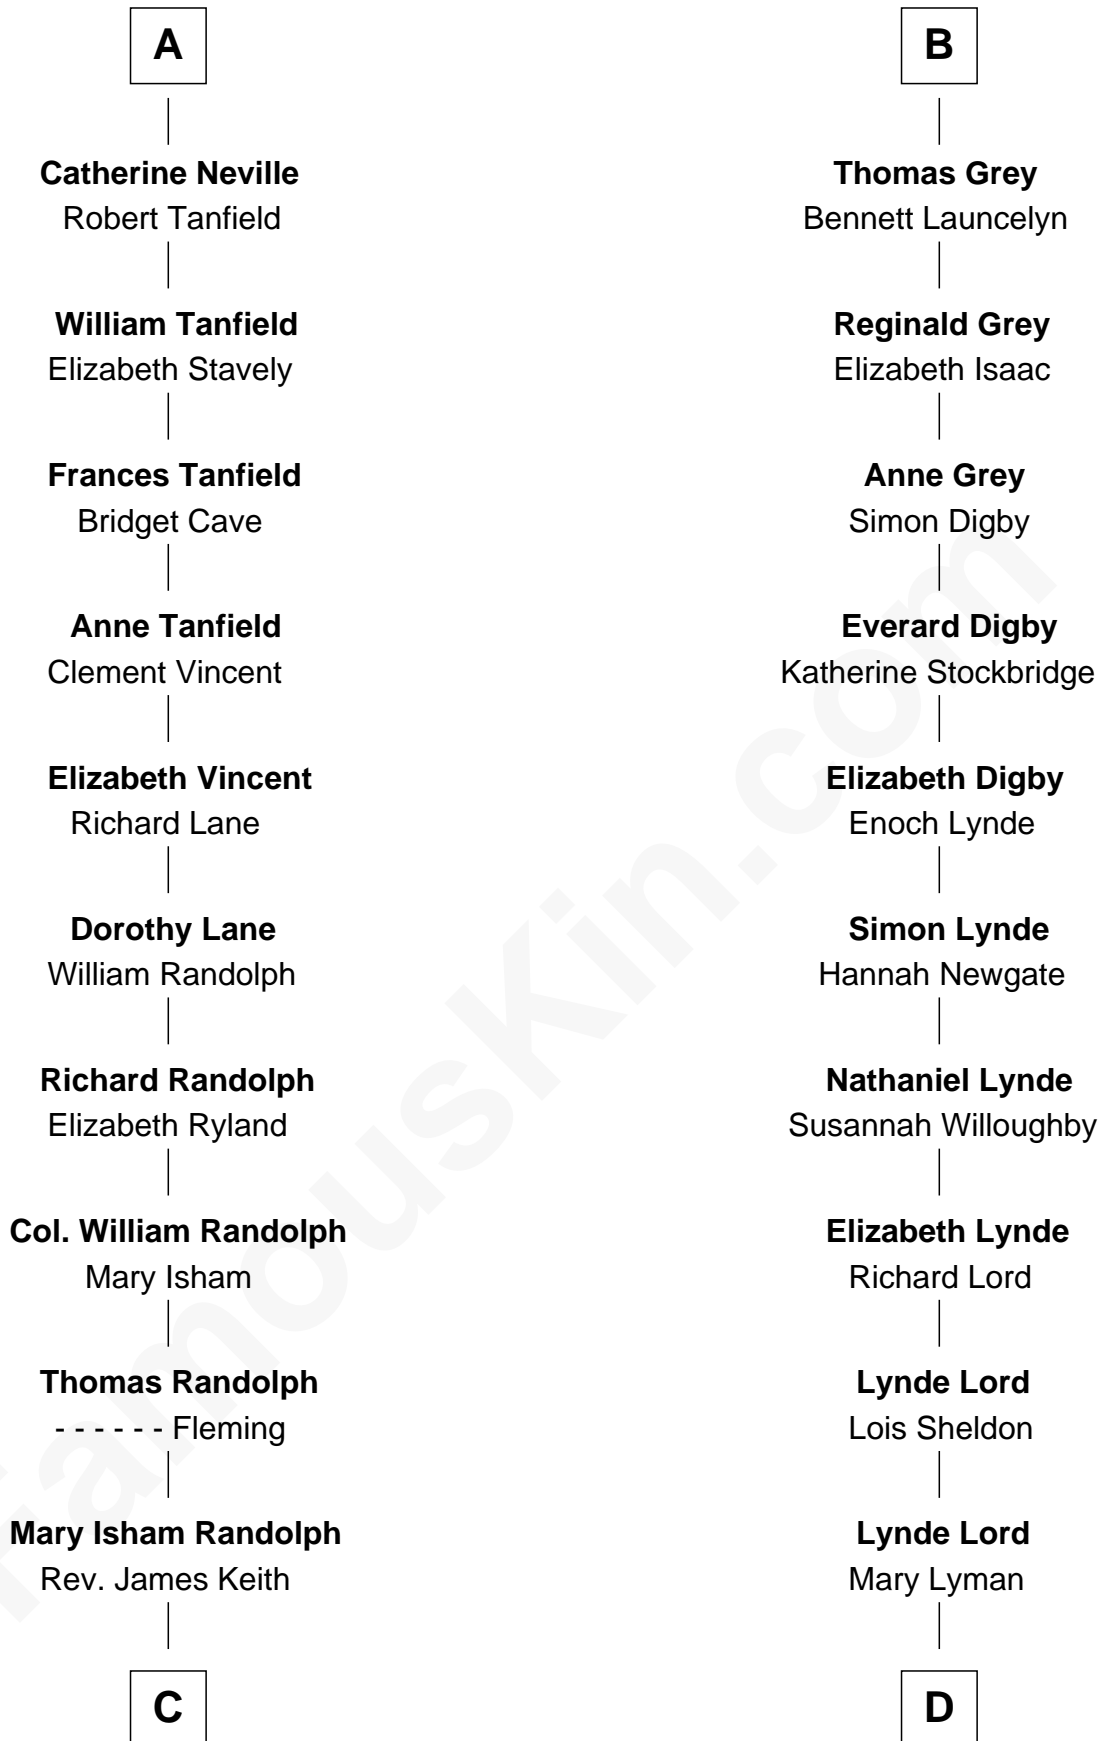 A
Catherine Neville
Robert Tanfield
William Tanfield
Elizabeth Stavely
Frances Tanfield
Bridget Cave
Anne Tanfield
Clement Vincent
Elizabeth Vincent
Richard Lane
Dorothy Lane
William Randolph
Richard Randolph
Elizabeth Ryland
Col. William Randolph
Mary Isham
Thomas Randolph
- - - - - - Fleming
Mary Isham Randolph
Rev. James Keith
C
B
Thomas Grey
Bennett Launcelyn
Reginald Grey
Elizabeth Isaac
Anne Grey
Simon Digby
Everard Digby
Katherine Stockbridge
Elizabeth Digby
Enoch Lynde
Simon Lynde
Hannah Newgate
Nathaniel Lynde
Susannah Willoughby
Elizabeth Lynde
Richard Lord
Lynde Lord
Lois Sheldon
Lynde Lord
Mary Lyman
D
FamousKin.com